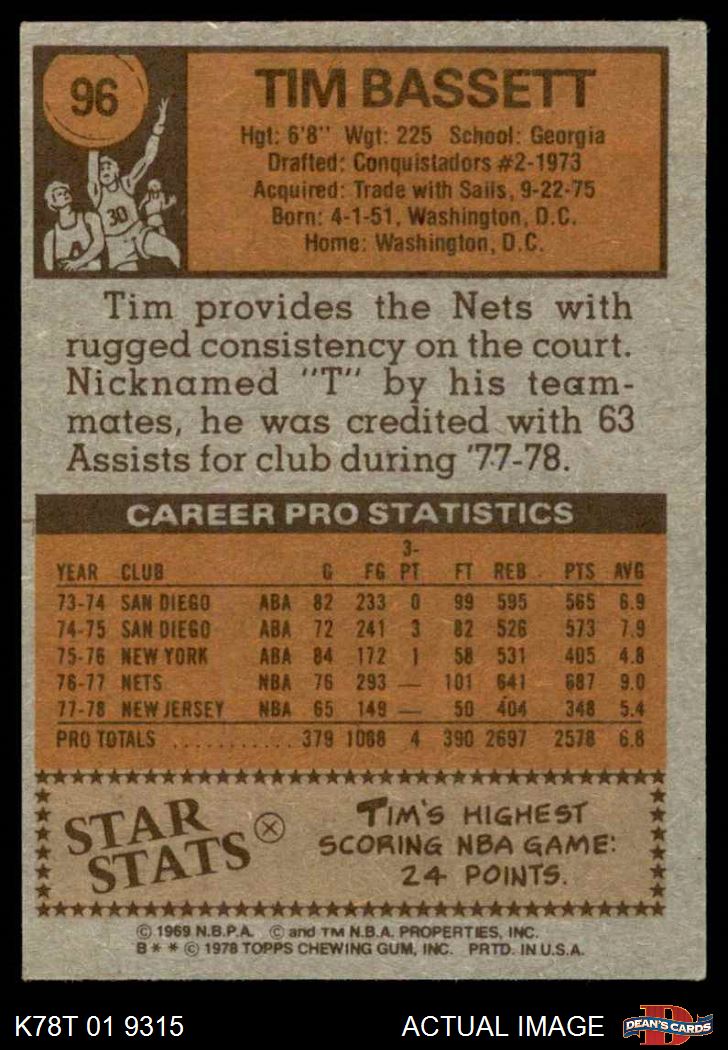 96
30
TIM BASSETT
Hgt: 6'8" Wgt: 225 School: Georgia
Drafted: Conquistadors #2-1973
Acquired: Trade with Sails, 9-22-75
Born: 4-1-51, Washington, D.C.
Home: Washington, D.C.
Tim provides the Nets with
rugged consistency on the court.
Nicknamed "T" by his team-
mates, he was credited with 63
Assists for club during '77-78.
CAREER PRO STATISTICS
YEAR CLUB G FG 3-PT FT REB PTS AVG
73-74 SAN DIEGO ABA 82 233 0 99 595 565 6.9
74-75 SAN DIEGO ABA 72 241 3 82 526 573 7.9
75-76 NEW YORK ABA 84 172 1 58 531 405 4.8
76-77 NETS NBA 76 293 — 101 641 687 9.0
77-78 NEW JERSEY NBA 65 149 — 50 404 348 5.4
PRO TOTALS ........... 379 1088 4 390 2697 2578 6.8
STAR
STATS
TIM'S HIGHEST
SCORING NBA GAME:
24 POINTS.
© 1969 N.B.P.A. © and TM N.B.A. PROPERTIES, INC.
B * * © 1978 TOPPS CHEWING GUM, INC. PRTD. IN U.S.A.
K78T 01 9315 ACTUAL IMAGE DEAN'S CARDS